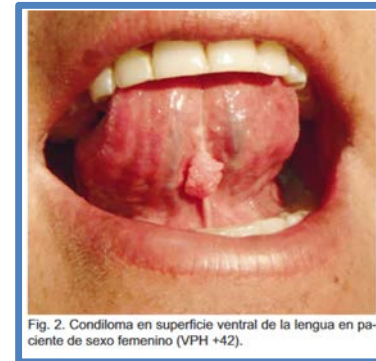 Fig. 2. Condiloma en superficie ventral de la lengua en pa-
ciente de sexo femenino (VPH +42).